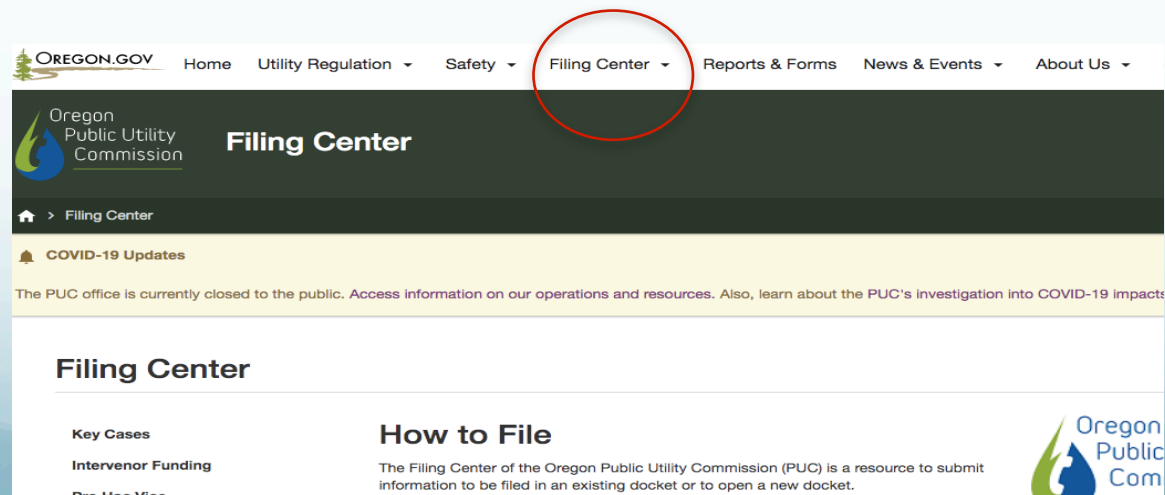 OREGON.GOV Home Utility Regulation Safety Filing Center Reports & Forms News & Events About Us
Oregon
Public Utility
Commission
Filing Center
> Filing Center
COVID-19 Updates
The PUC office is currently closed to the public. Access information on our operations and resources. Also, learn about the PUC's investigation into COVID-19 impacts
Filing Center
Key Cases
Intervenor Funding
Pro Hac Vice
How to File
The Filing Center of the Oregon Public Utility Commission (PUC) is a resource to submit
information to be filed in an existing docket or to open a new docket.
Oregon
Public
Com